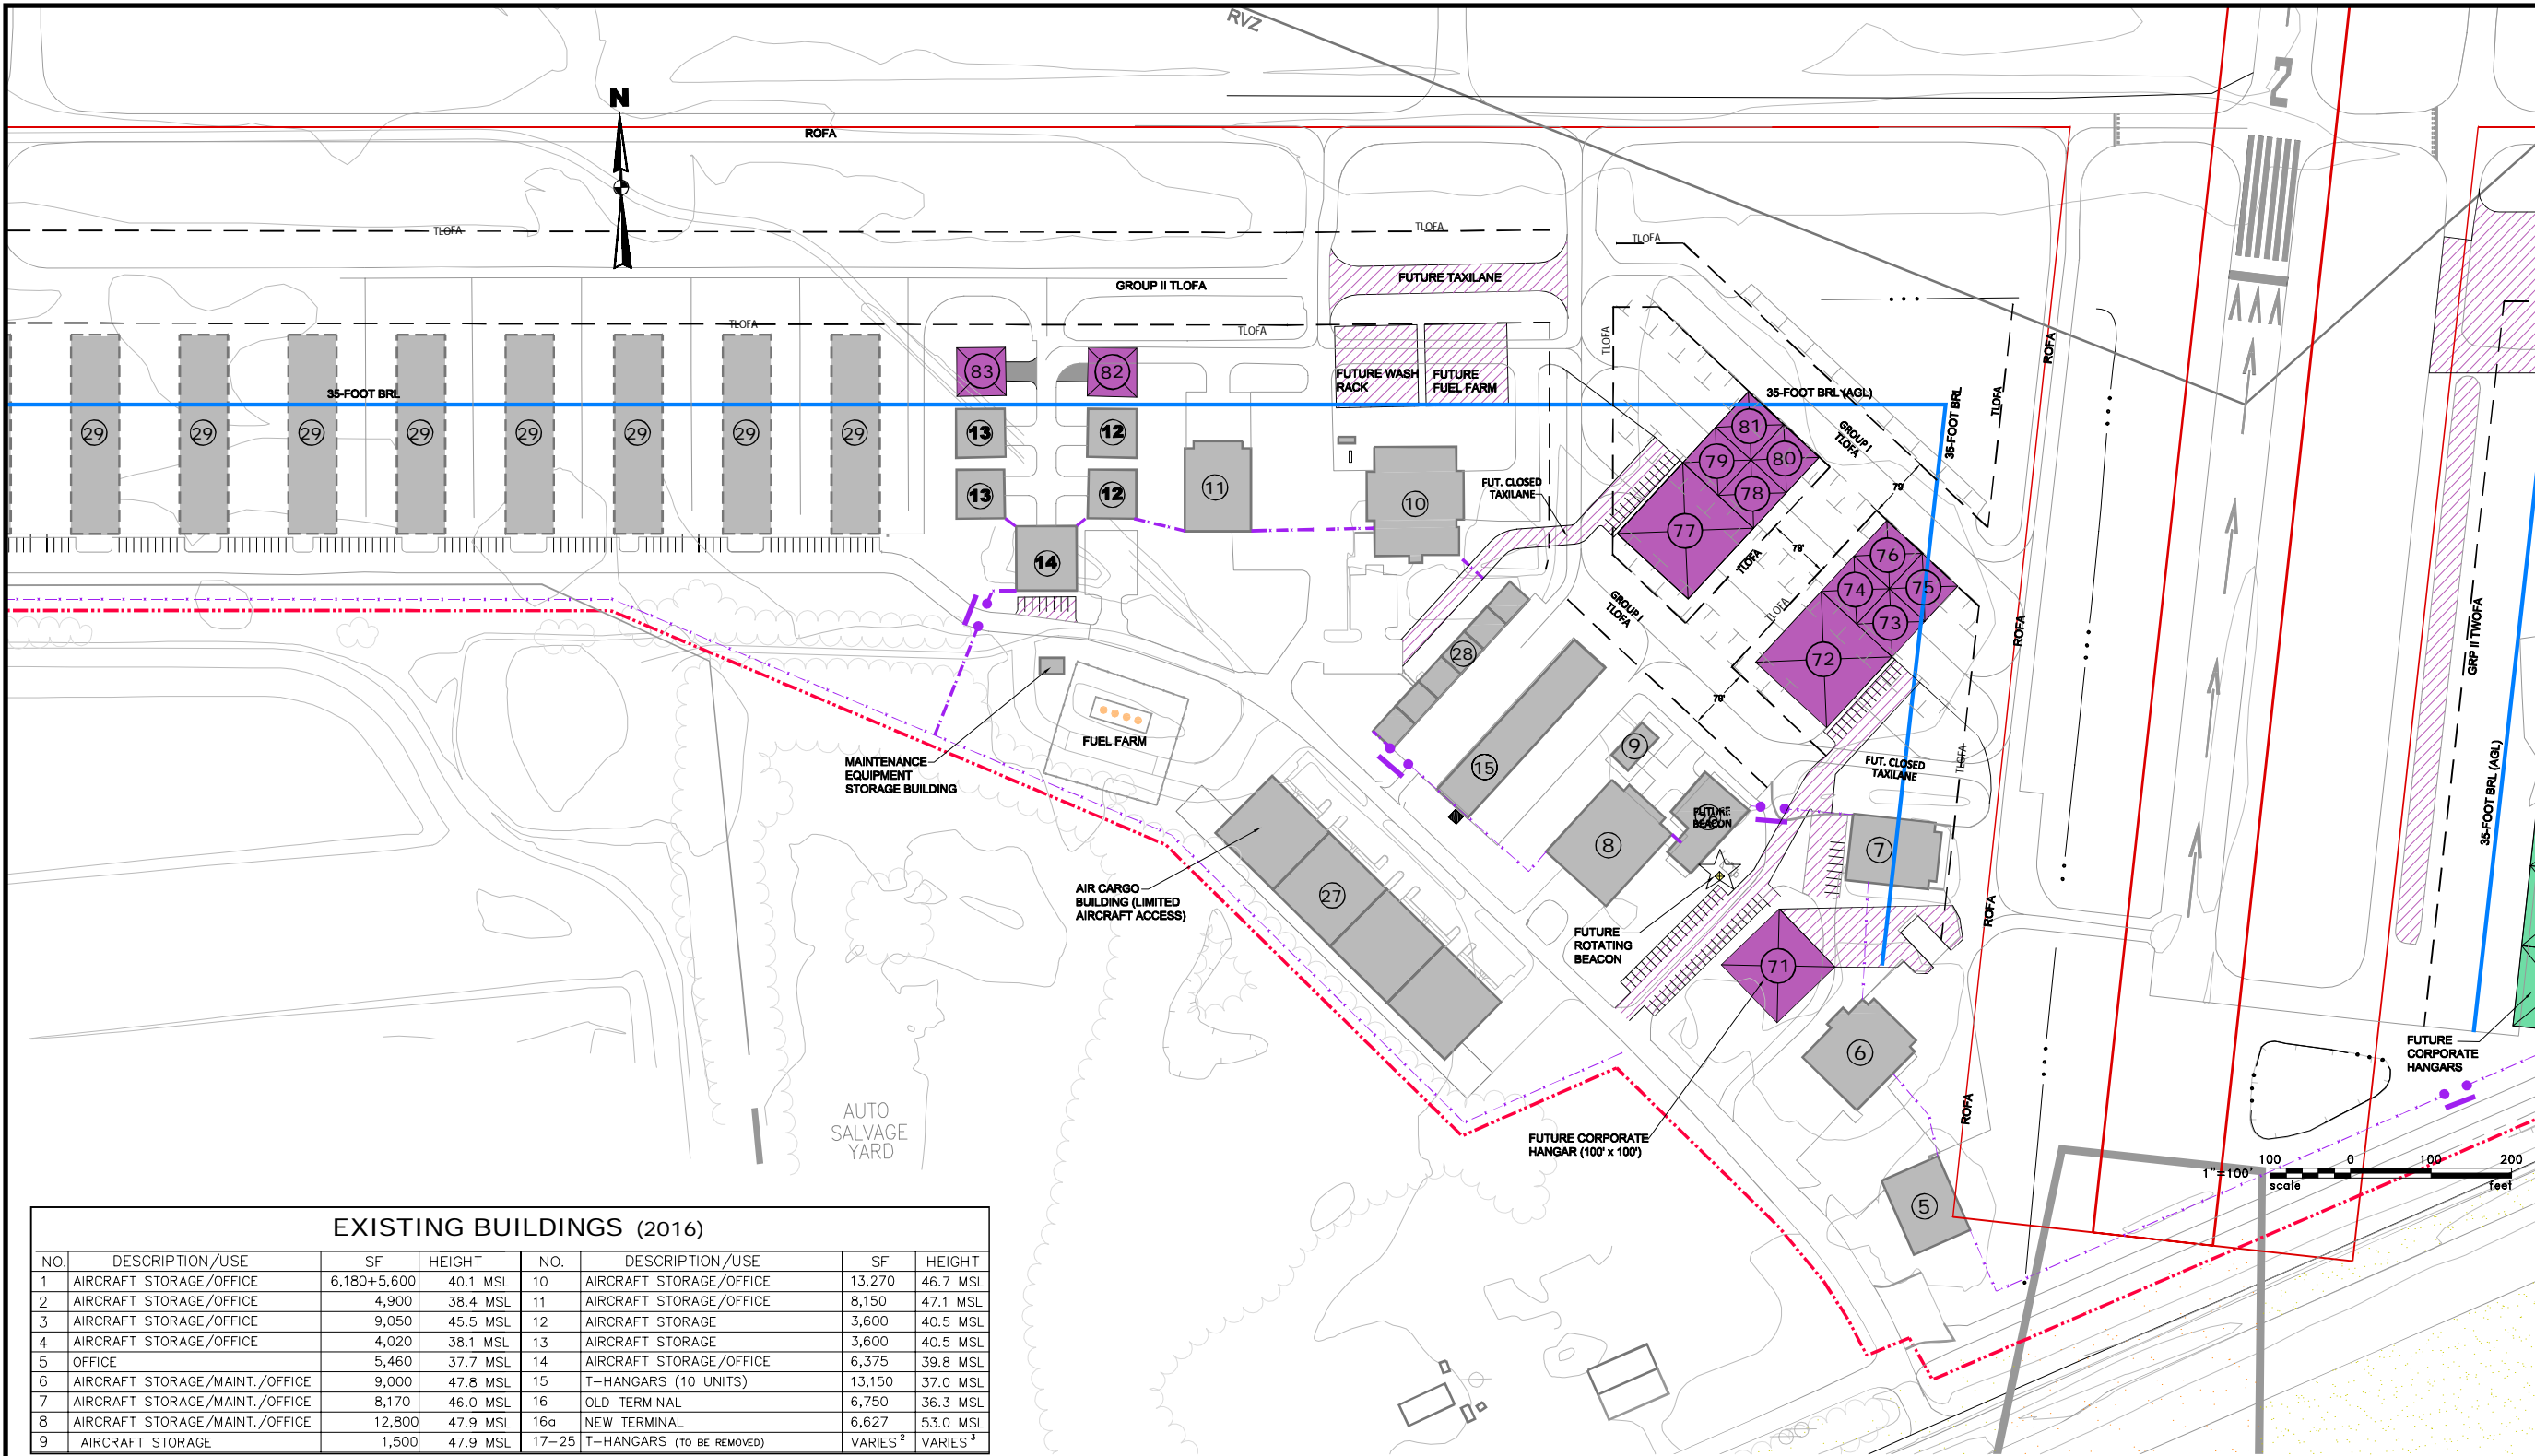 RVZ
2
N
ROFA
TLOFA
TLOFA
TLOFA
GROUP II TLOFA
FUTURE TAXILANE
TLOFA
TLOFA
TLOFA
ROFA
TLOFA
35-FOOT BRL
83
82
FUTURE WASH
RACK
FUTURE
FUEL FARM
35-FOOT BRL (AGL)
35-FOOT BRL
29
29
29
29
29
29
29
29
13
12
13
12
11
10
14
FUT. CLOSED
TAXILANE
81
79
80
78
77
GROUP I
TLOFA
79'
79'
TLOFA
76
74
75
73
72
TLOFA
GROUP I
TLOFA
79'
ROFA
GRP II TWOFA
28
15
9
FUEL FARM
MAINTENANCE
EQUIPMENT
STORAGE BUILDING
FUT. CLOSED
TAXILANE
TLOFA
35-FOOT BRL (AGL)
FUTURE
BEACON
8
7
27
AIR CARGO
BUILDING (LIMITED
AIRCRAFT ACCESS)
FUTURE
ROTATING
BEACON
71
ROFA
6
FUTURE
CORPORATE
HANGARS
AUTO
SALVAGE
YARD
FUTURE CORPORATE
HANGAR (100' x 100')
ROFA
5
1"=100'
100 0 100 200
scale feet
EXISTING BUILDINGS (2016)
NO. DESCRIPTION/USE SF HEIGHT NO. DESCRIPTION/USE SF HEIGHT
1 AIRCRAFT STORAGE/OFFICE 6,180+5,600 40.1 MSL 10 AIRCRAFT STORAGE/OFFICE 13,270 46.7 MSL
2 AIRCRAFT STORAGE/OFFICE 4,900 38.4 MSL 11 AIRCRAFT STORAGE/OFFICE 8,150 47.1 MSL
3 AIRCRAFT STORAGE/OFFICE 9,050 45.5 MSL 12 AIRCRAFT STORAGE 3,600 40.5 MSL
4 AIRCRAFT STORAGE/OFFICE 4,020 38.1 MSL 13 AIRCRAFT STORAGE 3,600 40.5 MSL
5 OFFICE 5,460 37.7 MSL 14 AIRCRAFT STORAGE/OFFICE 6,375 39.8 MSL
6 AIRCRAFT STORAGE/MAINT./OFFICE 9,000 47.8 MSL 15 T-HANGARS (10 UNITS) 13,150 37.0 MSL
7 AIRCRAFT STORAGE/MAINT./OFFICE 8,170 46.0 MSL 16 OLD TERMINAL 6,750 36.3 MSL
8 AIRCRAFT STORAGE/MAINT./OFFICE 12,800 47.9 MSL 16a NEW TERMINAL 6,627 53.0 MSL
9 AIRCRAFT STORAGE 1,500 47.9 MSL 17-25 T-HANGARS (TO BE REMOVED) VARIES² VARIES³